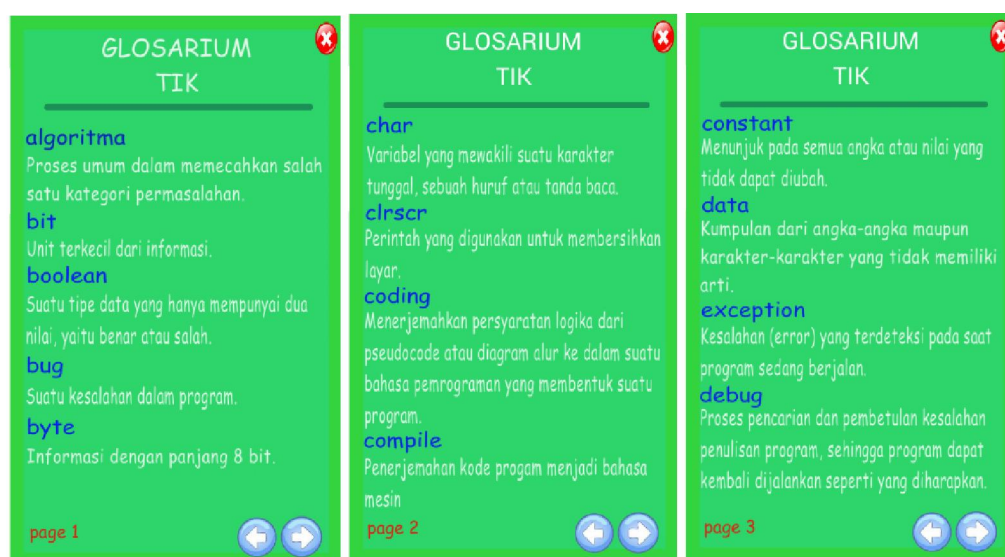 GLOSARIUM
TIK
algoritma
Proses umum dalam memecahkan salah
satu kategori permasalahan.
bit
Unit terkecil dari informasi.
boolean
Suatu tipe data yang hanya mempunyai dua
nilai, yaitu benar atau salah.
bug
Suatu kesalahan dalam program.
byte
Informasi dengan panjang 8 bit.
page 1
GLOSARIUM
TIK
char
Variabel yang mewakili suatu karakter
tunggal, sebuah huruf atau tanda baca.
clrscr
Perintah yang digunakan untuk membersihkan
layar.
coding
Menerjemahkan persyaratan logika dari
pseudocode atau diagram alur ke dalam suatu
bahasa pemrograman yang membentuk suatu
program.
compile
Penerjemahan kode progam menjadi bahasa
mesin
page 2
GLOSARIUM
TIK
constant
Menunjuk pada semua angka atau nilai yang
tidak dapat diubah.
data
Kumpulan dari angka-angka maupun
karakter-karakter yang tidak memiliki
arti.
exception
Kesalahan (error) yang terdeteksi pada saat
program sedang berjalan.
debug
Proses pencarian dan pembetulan kesalahan
penulisan program, sehingga program dapat
kembali dijalankan seperti yang diharapkan.
page 3